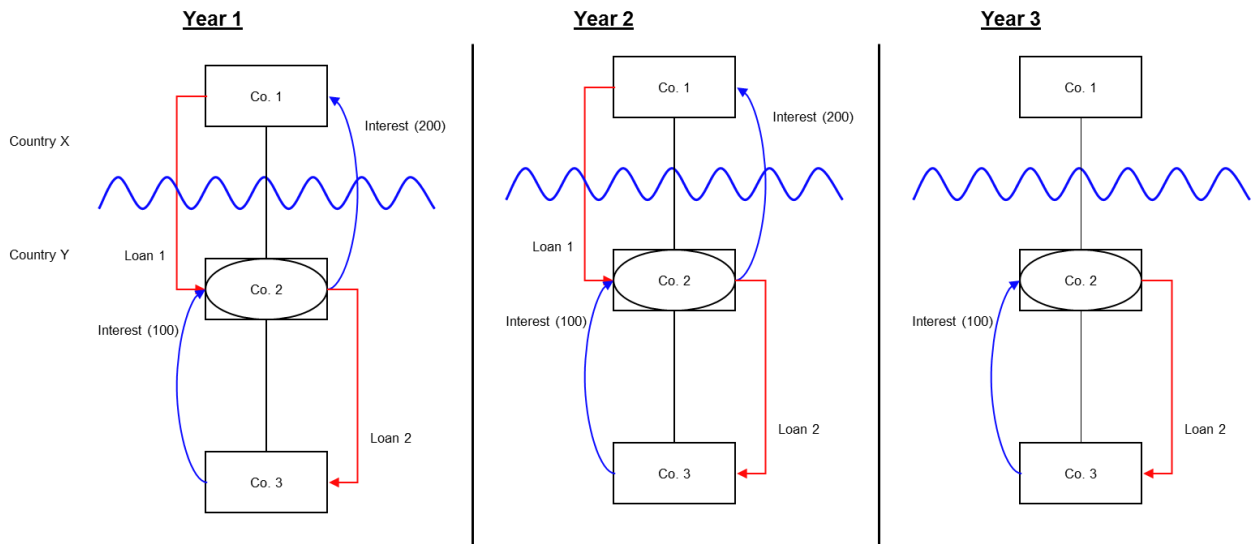 Year 1
Year 2
Year 3
Co. 1
Co. 1
Co. 1
Interest (200)
Interest (200)
Country X
Country Y
Loan 1
Loan 1
Co. 2
Co. 2
Co. 2
Interest (100)
Interest (100)
Interest (100)
Loan 2
Loan 2
Loan 2
Co. 3
Co. 3
Co. 3